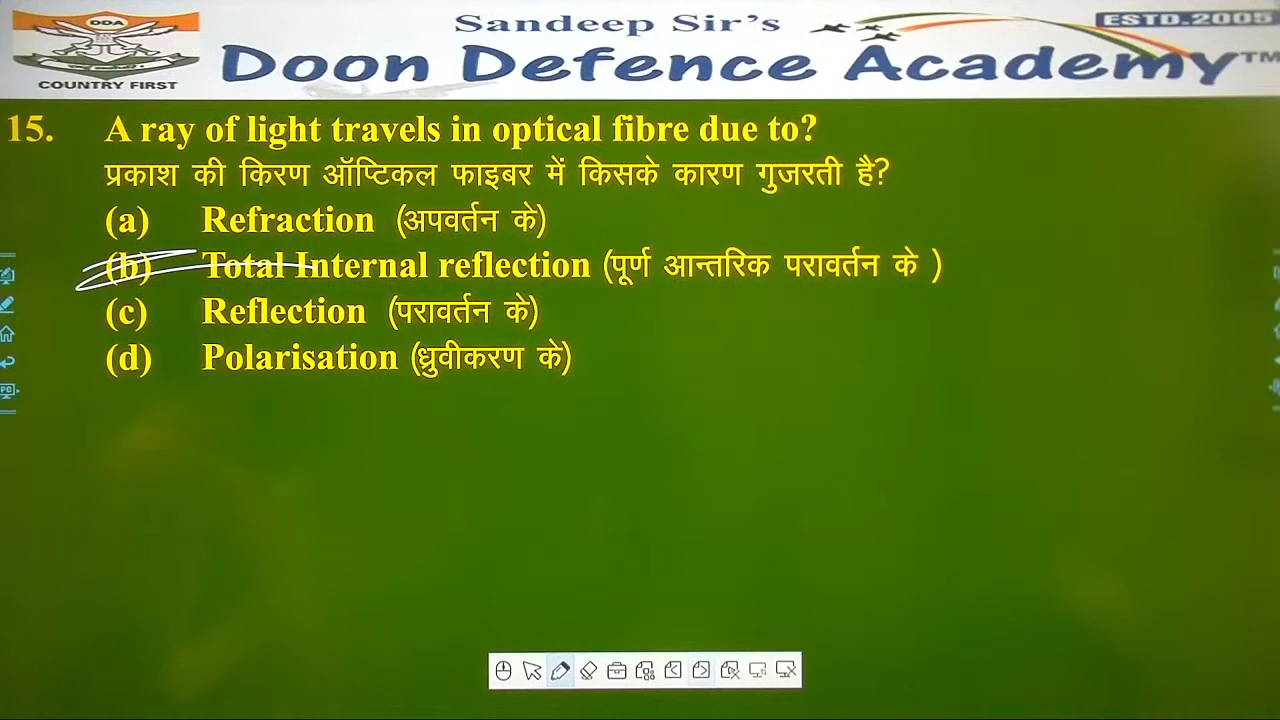 DDA
COUNTRY FIRST
Sandeep Sir's
ESTD.2005
Doon Defence Academy™
15. A ray of light travels in optical fibre due to?
प्रकाश की किरण ऑप्टिकल फाइबर में किसके कारण गुजरती है?
(a) Refraction (अपवर्तन के)
(b) Total Internal reflection (पूर्ण आन्तरिक परावर्तन के )
(c) Reflection (परावर्तन के)
(d) Polarisation (ध्रुवीकरण के)